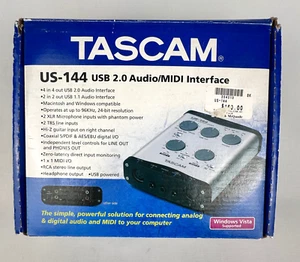 TASCAM
US-144 USB 2.0 Audio/MIDI Interface
•4 in 4 out USB 2.0 Audio Interface
•2 in 2 out USB 1.1 Audio Interface
•Macintosh and Windows compatible
•Operates at up to 96KHz, 24-bit resolution
•2 XLR Microphone inputs with phantom power
•2 TRS line inputs
•Hi-Z guitar input on right channel
•Coaxial S/PDIF & AES/EBU digital I/O
•Independent level controls for LINE OUT
and PHONES OUT
•Zero-latency direct input monitoring
•1 x 1 MIDI I/O
•RCA stereo line output
•Headphone output •USB powered
The simple, powerful solution for connecting analog
& digital audio and MIDI to your computer
US-144
TASCAM
Windows Vista
Supported